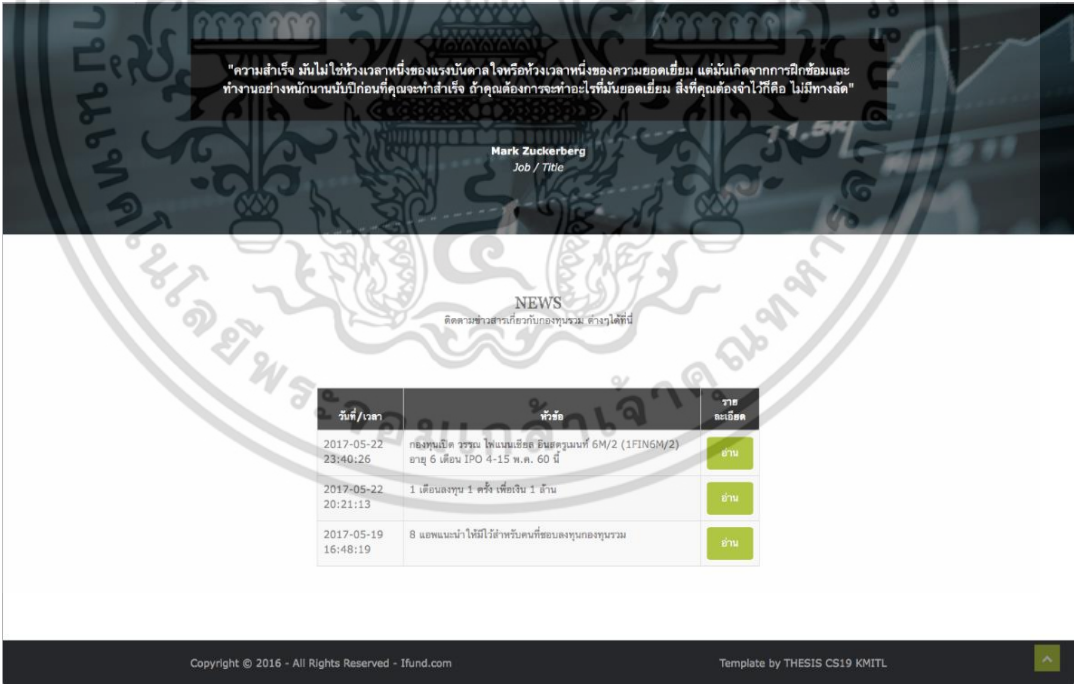 "ความสำเร็จ มันไม่ใช่ห้วงเวลาหนึ่งของแรงบันดาลใจหรือห้วงเวลาหนึ่งของความยอดเยี่ยม แต่มันเกิดจากการฝึกซ้อมและ
ทำงานอย่างหนักนานนับปีก่อนที่คุณจะทำสำเร็จ ถ้าคุณต้องการจะทำอะไรที่มันยอดเยี่ยม สิ่งที่คุณต้องจำไว้ก็คือ ไม่มีทางลัด"
11.5M
Mark Zuckerberg
Job / Title
NEWS
ติดตามข่าวสารเกี่ยวกับกองทุนรวม ต่างๆได้ที่นี่
วันที่/เวลา หัวข้อ ราย
ละเอียด
2017-05-22 กองทุนเปิด วรรณ ไฟแนนเชียล อินสตรูเมนท์ 6M/2 (1FIN6M/2) อ่าน
23:40:26 อายุ 6 เดือน IPO 4-15 พ.ค. 60 นี้
2017-05-22 1 เดือนลงทุน 1 ครั้ง เพื่อเงิน 1 ล้าน อ่าน
20:21:13
2017-05-19 8 แอพแนะนำ ให้มีไว้สำหรับคนที่ชอบลงทุนกองทุนรวม อ่าน
16:48:19
Copyright © 2016 - All Rights Reserved - Ifund.com Template by THESIS CS19 KMITL